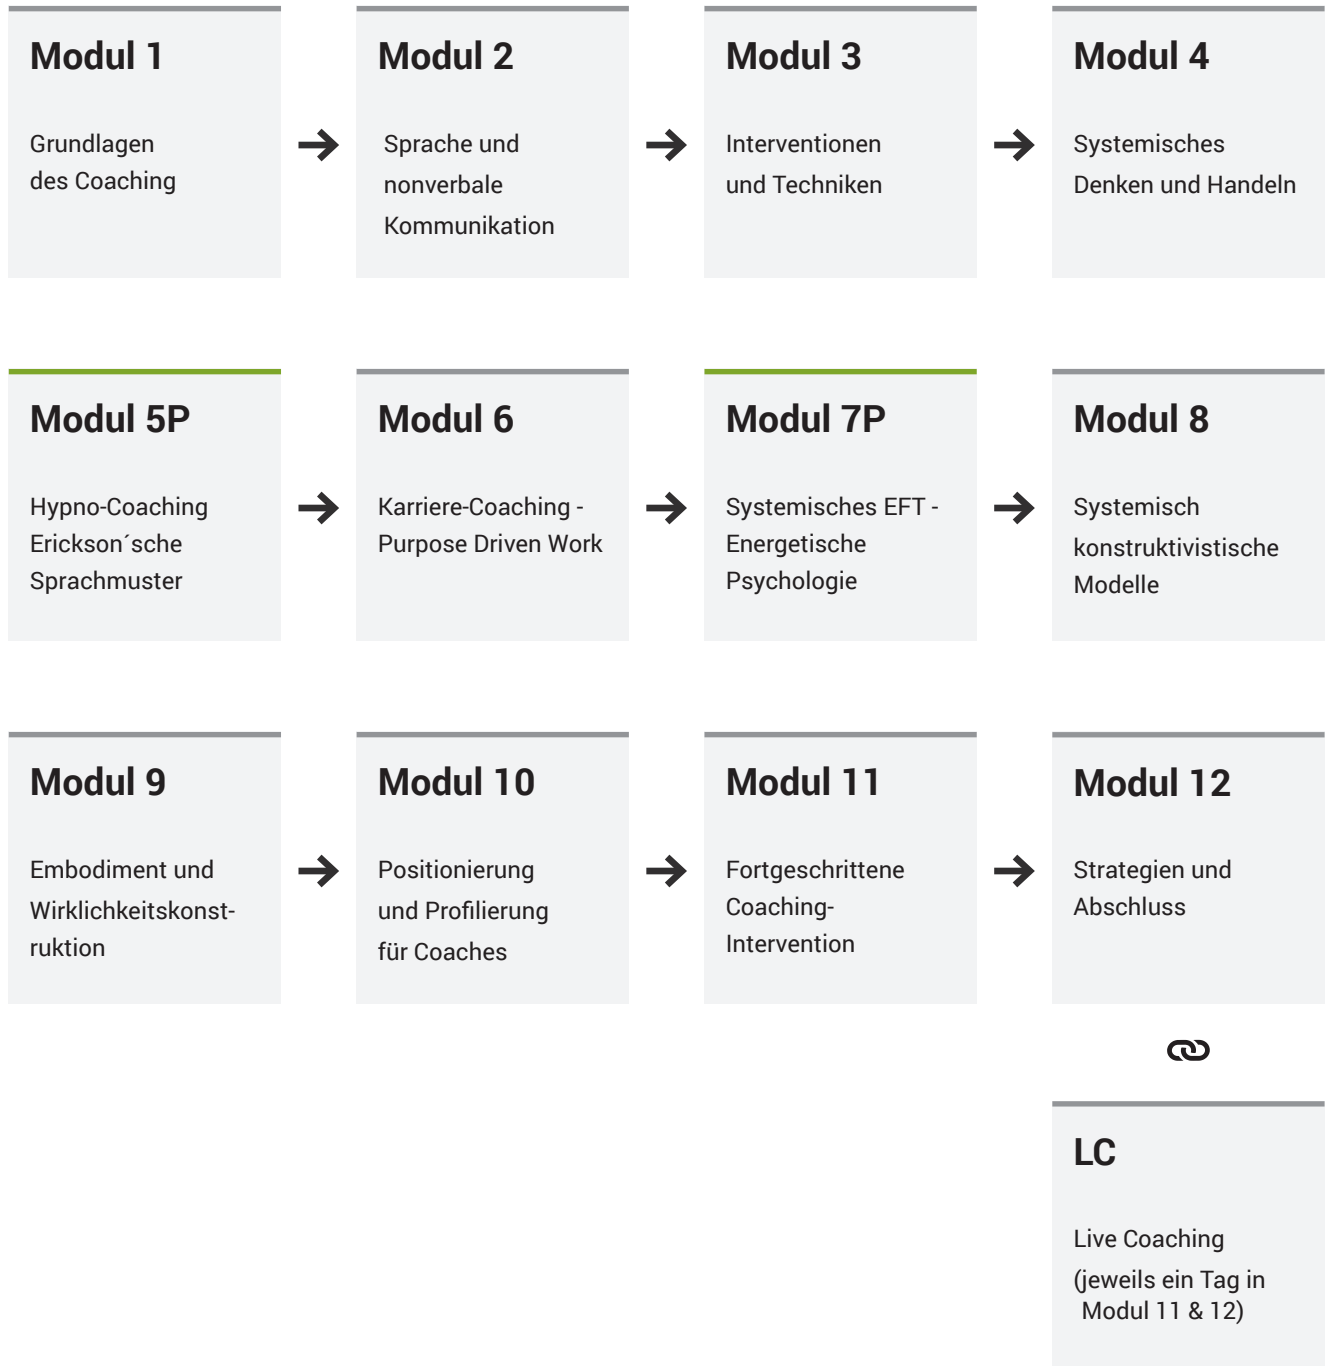 Modul 1
Grundlagen
des Coaching
Modul 2
Sprache und
nonverbale
Kommunikation
Modul 3
Interventionen
und Techniken
Modul 4
Systemisches
Denken und Handeln
Modul 5P
Hypno-Coaching
Erickson´sche
Sprachmuster
Modul 6
Karriere-Coaching -
Purpose Driven Work
Modul 7P
Systemisches EFT -
Energetische
Psychologie
Modul 8
Systemisch
konstruktivistische
Modelle
Modul 9
Embodiment und
Wirklichkeitskonst-
ruktion
Modul 10
Positionierung
und Profilierung
für Coaches
Modul 11
Fortgeschrittene
Coaching-
Intervention
Modul 12
Strategien und
Abschluss
LC
Live Coaching
(jeweils ein Tag in
Modul 11 & 12)